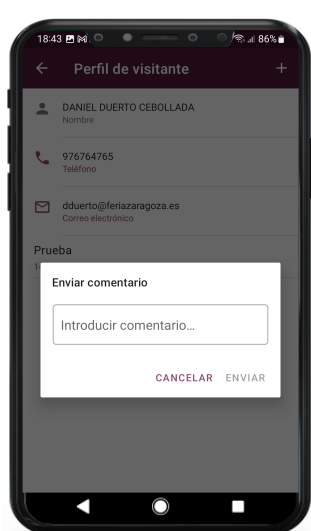 18:43 86%
Perfil de visitante +
DANIEL DUERTO CEBOLLADA
Nombre
976764765
Teléfono
dduerto@feriazaragoza.es
Correo electrónico
Prueba
Enviar comentario
Introducir comentario...
CANCELAR ENVIAR